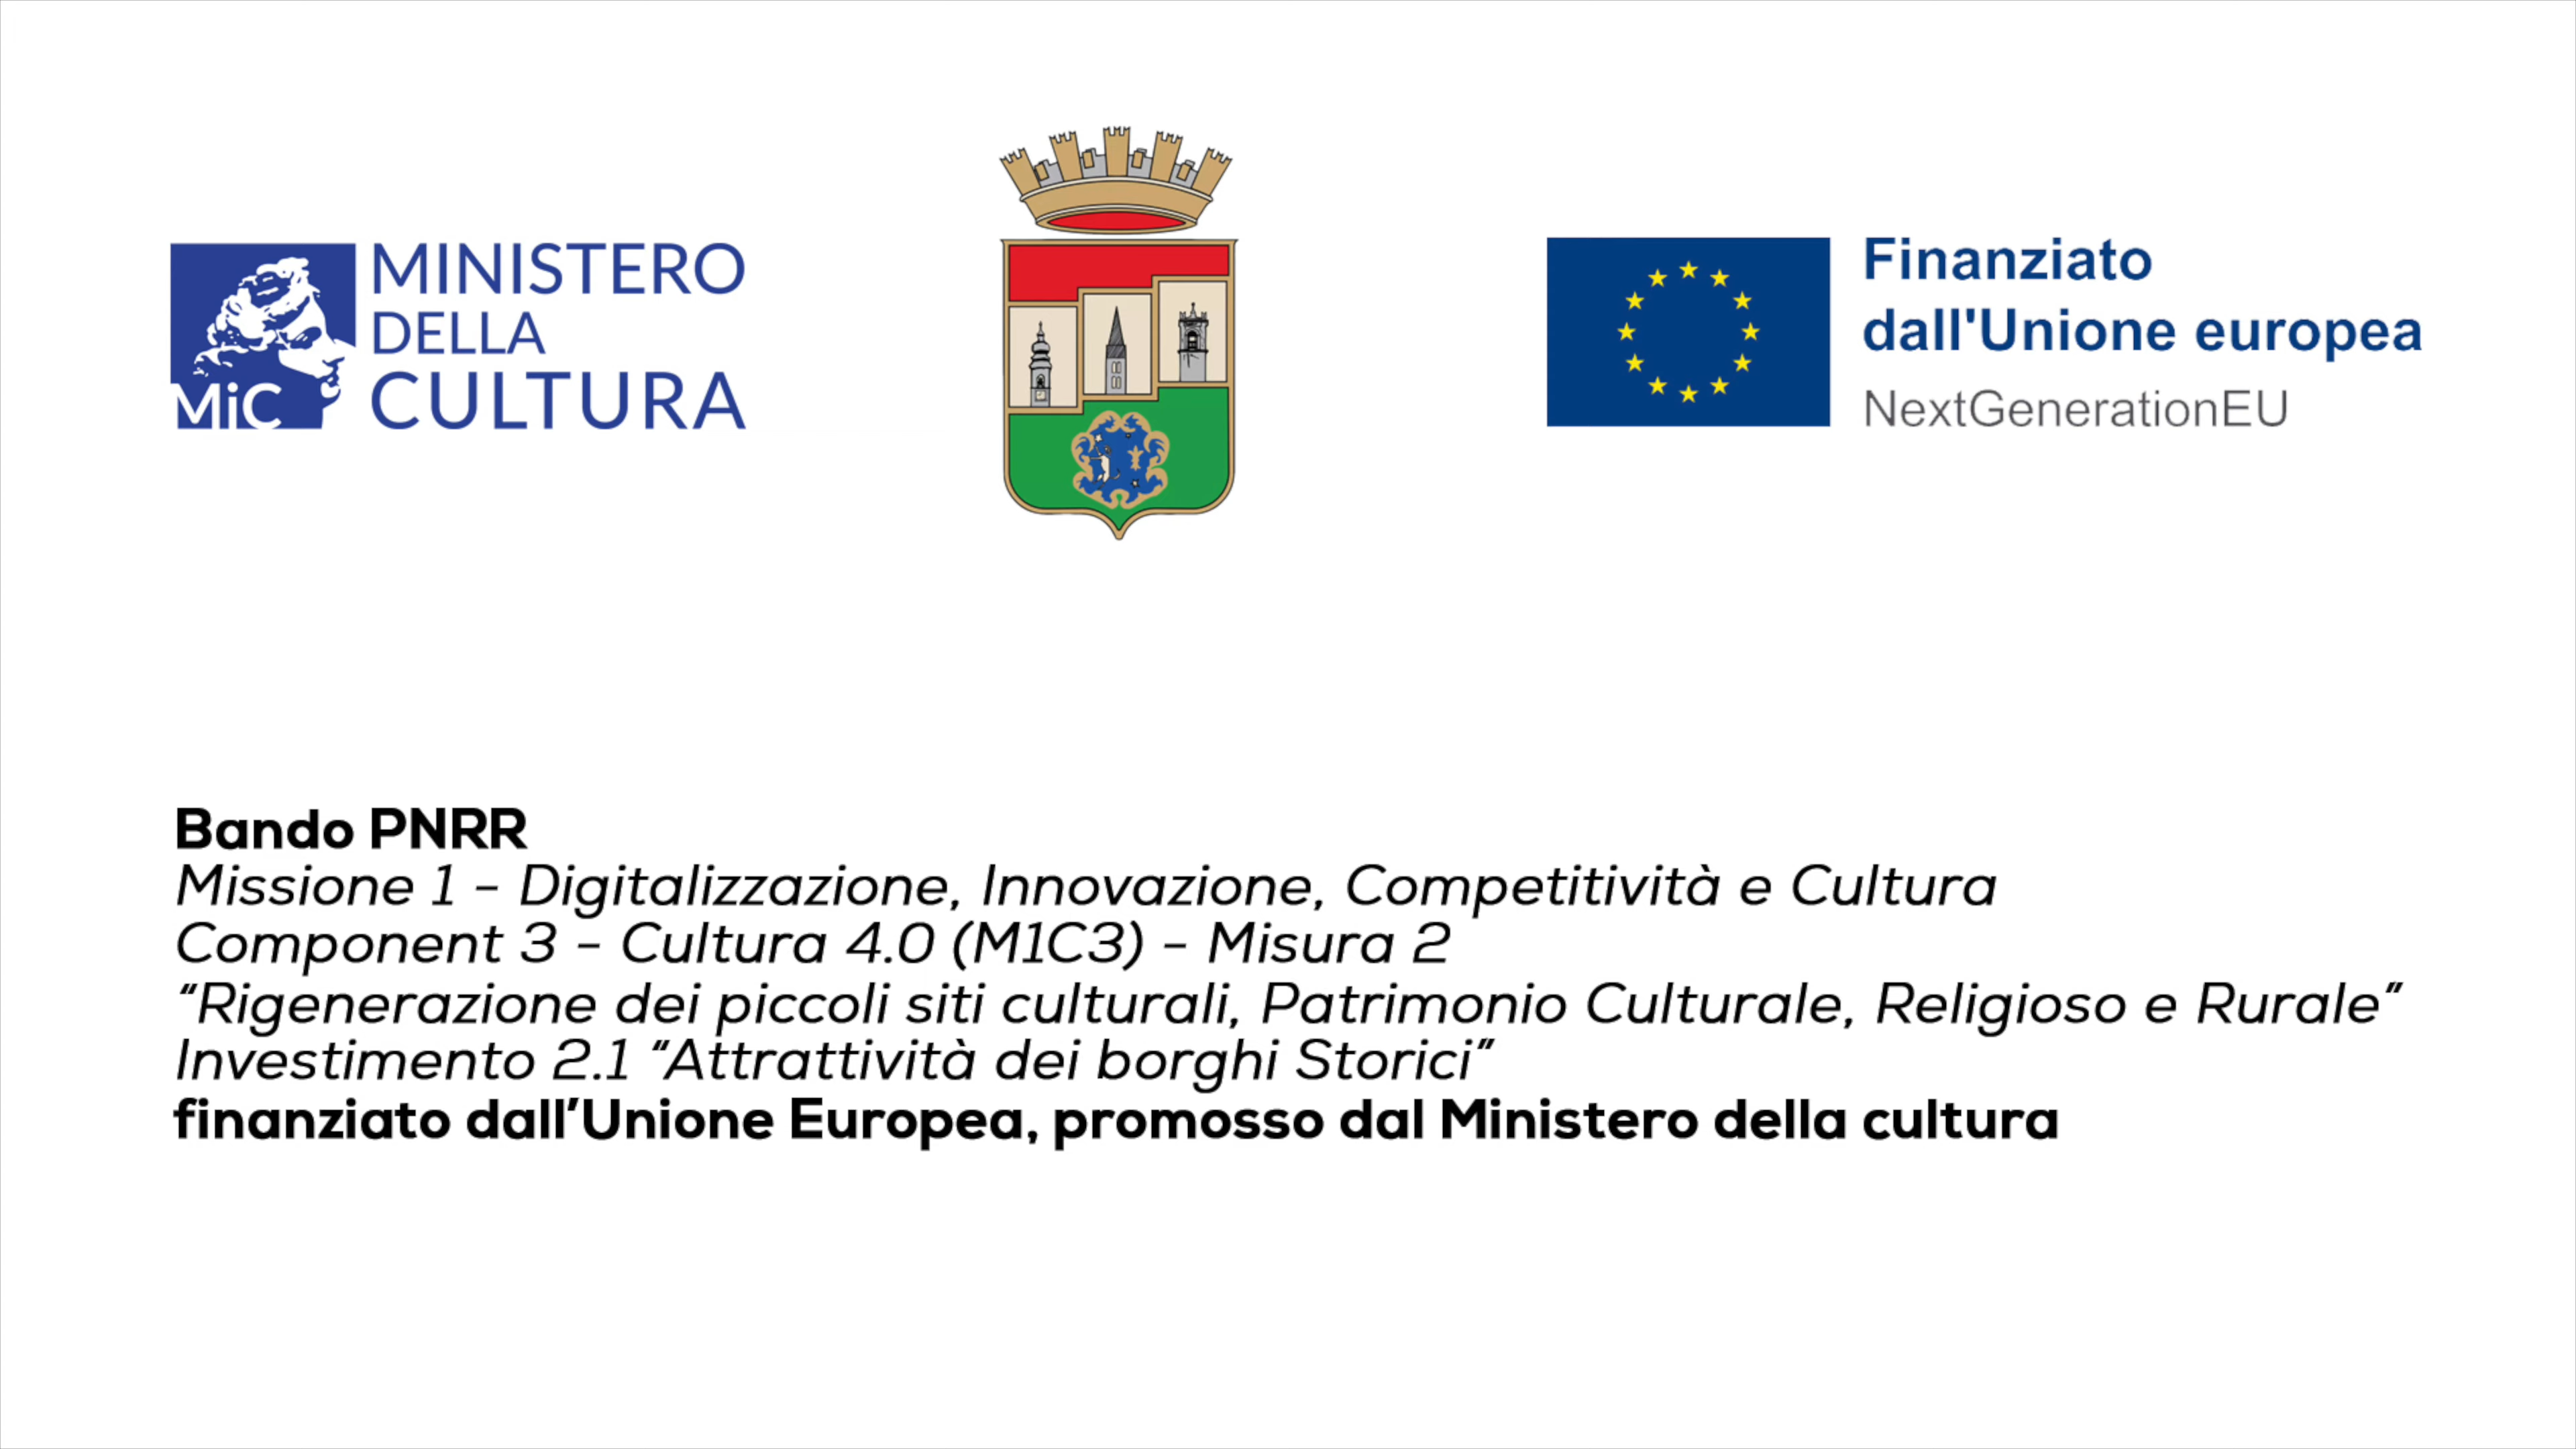 MiC
MINISTERO
DELLA
CULTURA
Finanziato
dall'Unione europea
NextGenerationEU
Bando PNRR
Missione 1 - Digitalizzazione, Innovazione, Competitività e Cultura
Component 3 - Cultura 4.0 (M1C3) - Misura 2
“Rigenerazione dei piccoli siti culturali, Patrimonio Culturale, Religioso e Rurale”
Investimento 2.1 “Attrattività dei borghi Storici”
finanziato dall’Unione Europea, promosso dal Ministero della cultura